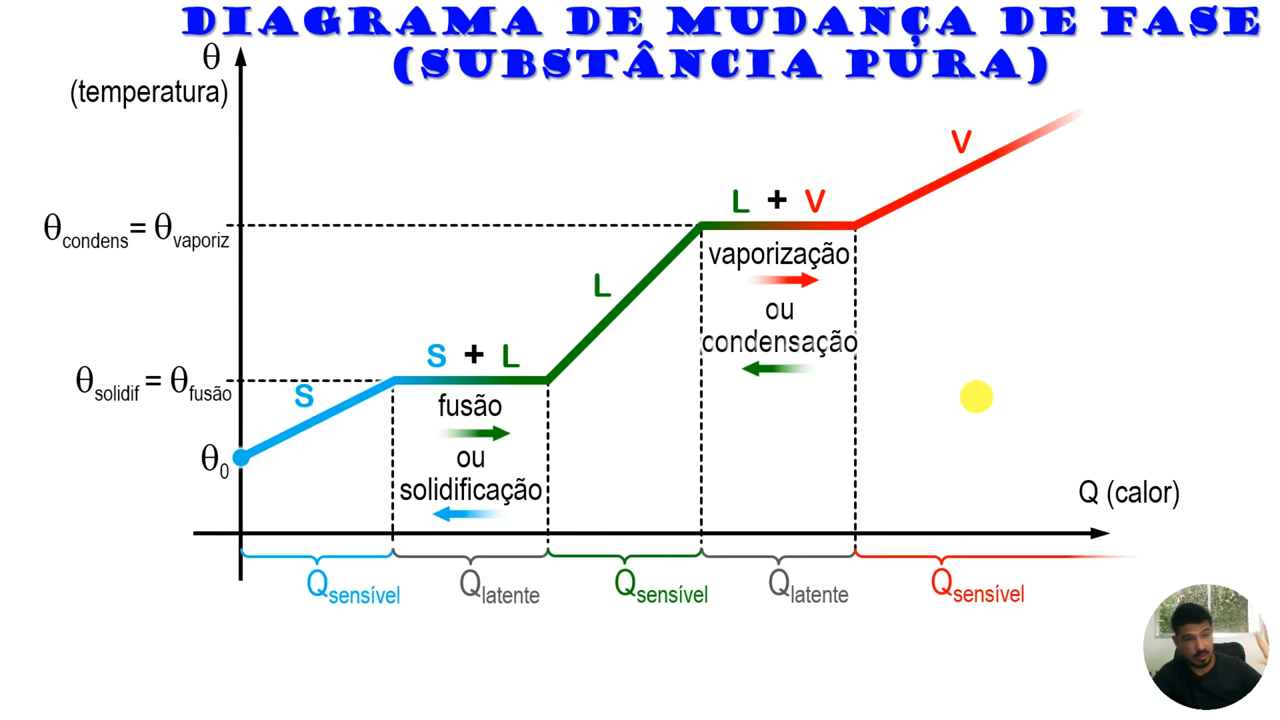 DIAGRAMA DE MUDANÇA DE FASE
(SUBSTÂNCIA PURA)
θ
(temperatura)
V
L + V
θcondens = θvaporiz
vaporização
L
ou
condensação
S + L
θsolidif = θfusão
S
fusão
ou
θ0
solidificação
Q (calor)
Qsensível
Qlatente
Qsensível
Qlatente
Qsensível